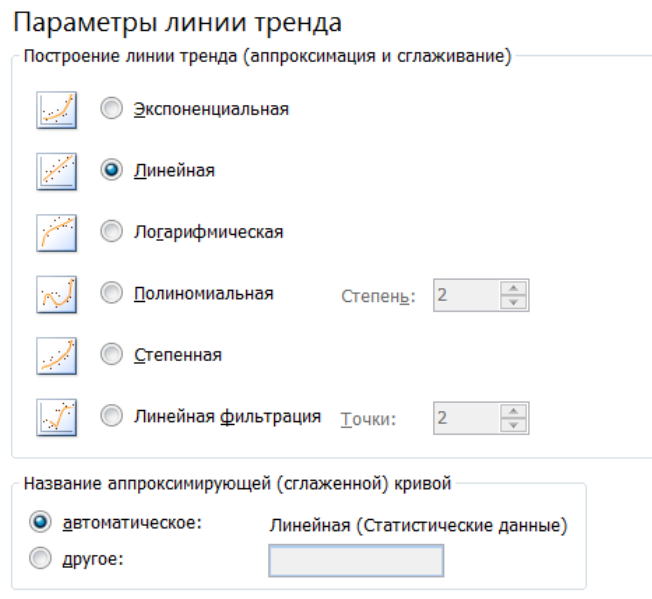 Параметры линии тренда
Построение линии тренда (аппроксимация и сглаживание)
Экспоненциальная
Линейная
Логарифмическая
Полиномиальная Степень: 2
Степенная
Линейная фильтрация Точки: 2
Название аппроксимирующей (сглаженной) кривой
автоматическое: Линейная (Статистические данные)
другое: